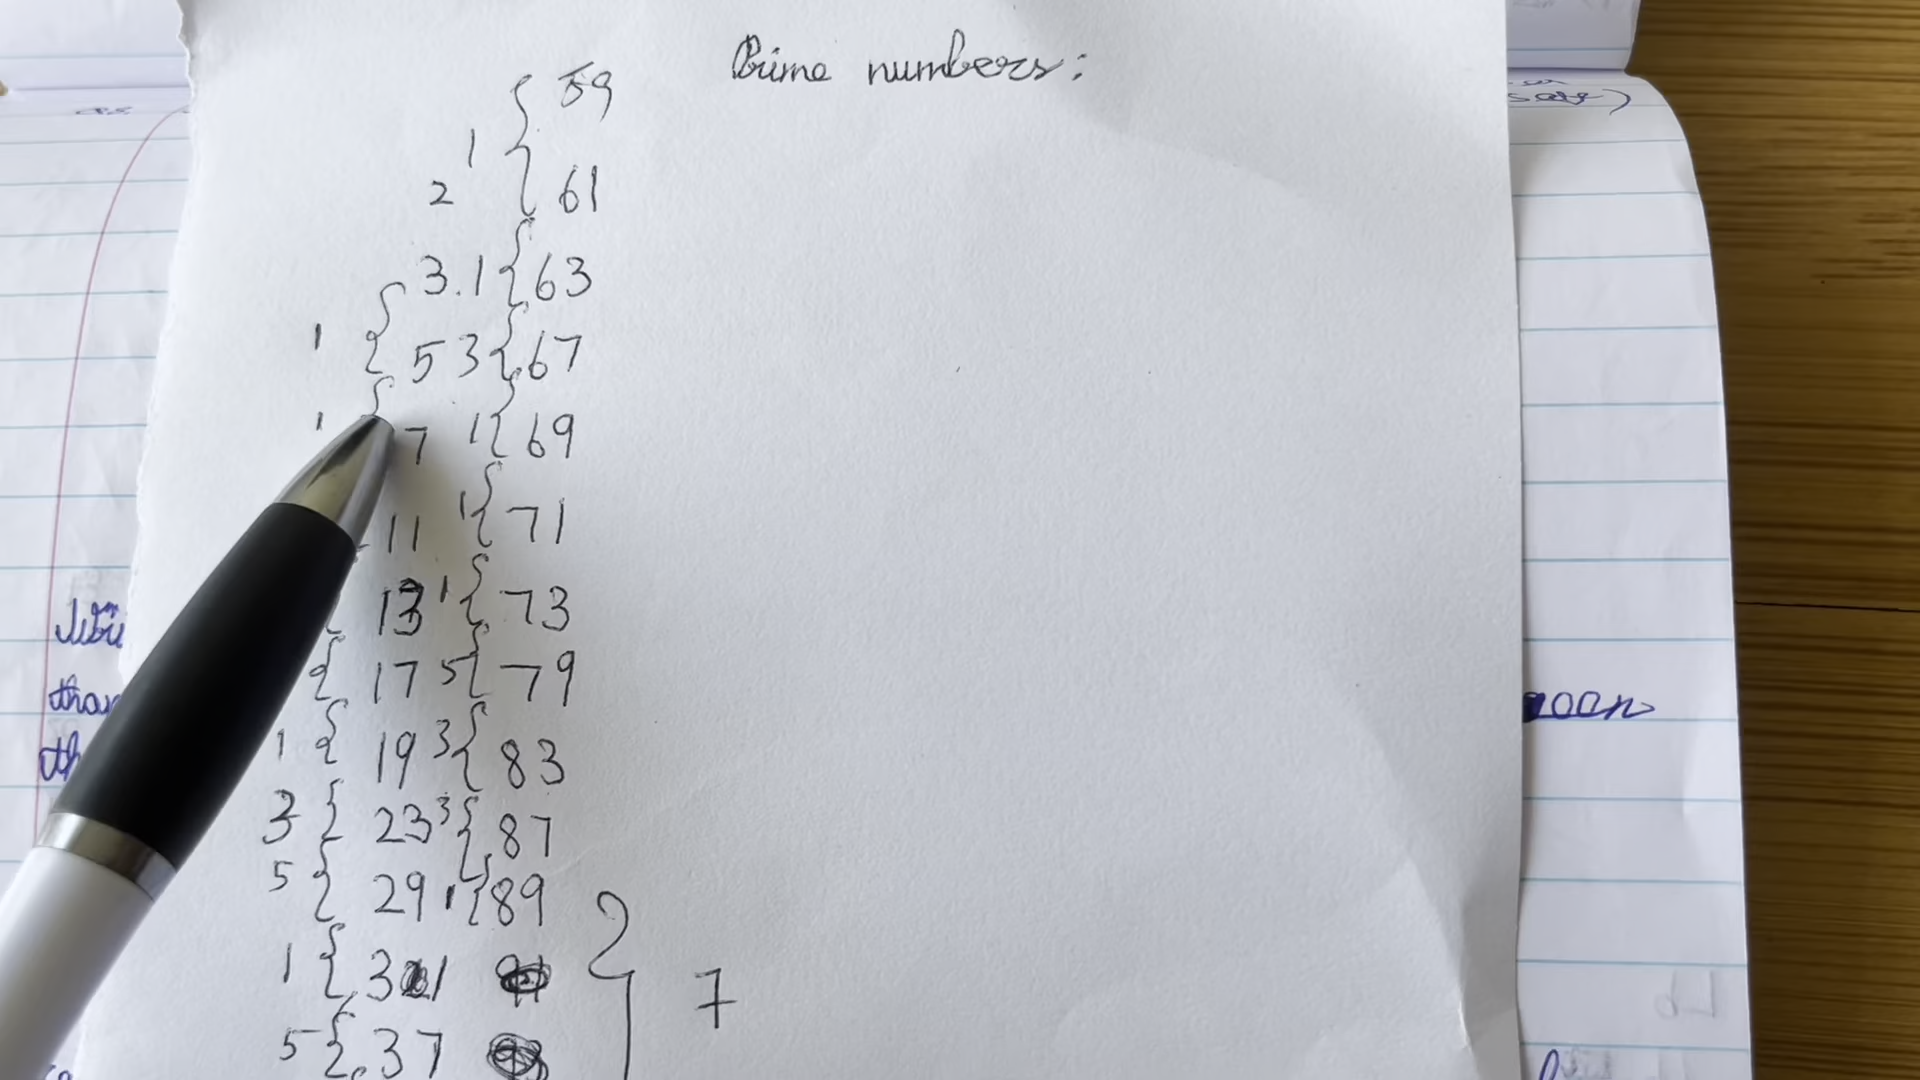 Prime numbers:
59
1
2 61
3. 1 63
1 5 3 67
1 7 1 69
11 1 71
13 1 73
17 5 79
1 19 3 83
3 23 3 87
5 29 1 89
1 31
5 37
7